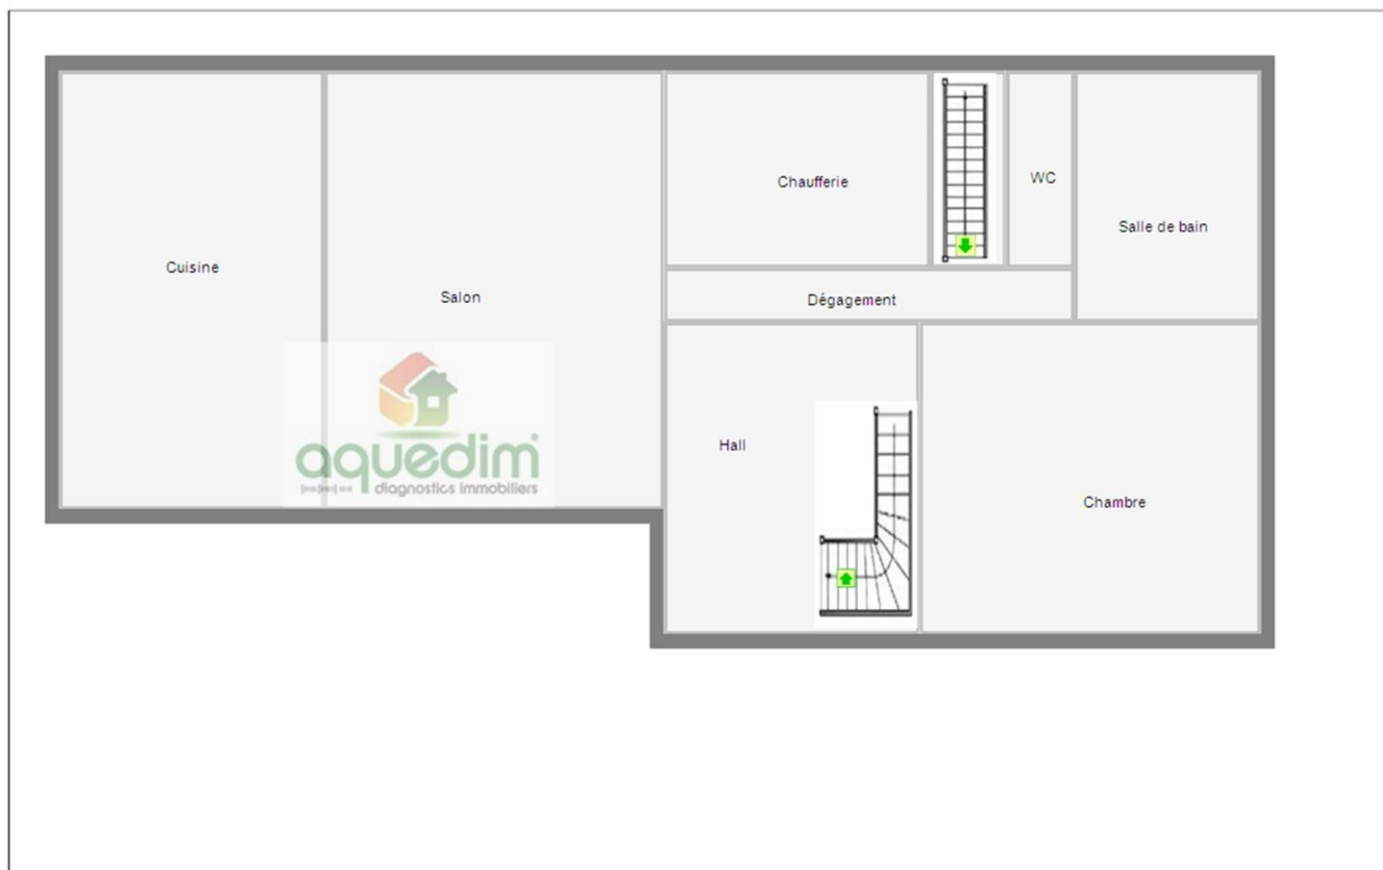 Chaufferie
WC
Salle de bain
Cuisine
Salon
Dégagement
Hall
aquedim
diagnostics immobiliers
Chambre